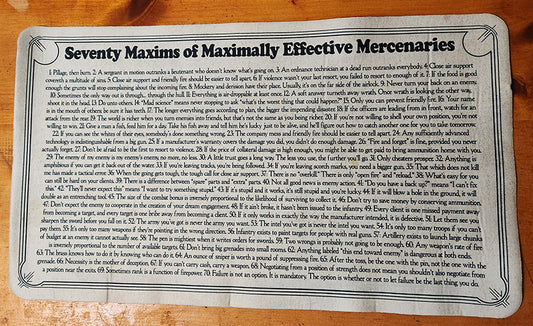 Seventy Maxims of Maximally Effective Mercenaries
1: Pillage, then burn. 2: A sergeant in motion outranks a lieutenant who doesn't know what's going on. 3: An ordnance technician at a dead run outranks everybody. 4: Close air support
covereth a multitude of sins. 5: Close air support and friendly fire should be easier to tell apart. 6: If violence wasn't your last resort, you failed to resort to enough of it. 7: If the food is good
enough the grunts will stop complaining about the incoming fire. 8: Mockery and derision have their place. Usually, it's on the far side of the airlock. 9: Never turn your back on an enemy.
10: Sometimes the only way out is through... through the hull. 11: Everything is air-droppable at least once. 12: A soft answer turneth away wrath. Once wrath is looking the other way,
shoot it in the head. 13: Do unto others. 14: "Mad science" means never stopping to ask "what's the worst thing that could happen?" 15: Only you can prevent friendly fire. 16: Your name
is in the mouth of others: be sure it has teeth. 17: The longer everything goes according to plan, the bigger the impending disaster. 18: If the officers are leading from in front, watch for an
attack from the rear. 19: The world is richer when you turn enemies into friends, but that's not the same as you being richer. 20: If you're not willing to shell your own position, you're not
willing to win. 21: Give a man a fish, feed him for a day. Take his fish away and tell him he's lucky just to be alive, and he'll figure out how to catch another one for you to take tomorrow.
22: If you can see the whites of their eyes, somebody's done something wrong. 23: The company mess and friendly fire should be easier to tell apart. 24: Any sufficiently advanced
technology is indistinguishable from a big gun. 25: If a manufacturer's warranty covers the damage you do, you didn't do enough damage. 26: "Fire and forget" is fine, provided you never
actually forget. 27: Don't be afraid to be the first to resort to violence. 28: If the price of collateral damage is high enough, you might be able to get paid to bring ammunition home with you.
29: The enemy of my enemy is my enemy's enemy, no more, no less. 30: A little trust goes a long way. The less you use, the further you'll go. 31: Only cheaters prosper. 32: Anything is
amphibious if you can get it back out of the water. 33: If you're leaving tracks, you're being followed. 34: If you're leaving scorch marks, you need a bigger gun. 35: That which does not kill
me has made a tactical error. 36: When the going gets tough, the tough call for close air support. 37: There is no "overkill." There is only "open fire" and "reload." 38: What's easy for you
can still be hard on your clients. 39: There is a difference between "spare" parts and "extra" parts. 40: Not all good news is enemy action. 41: "Do you have a back up?" means "I can't fix
this." 42: "They'll never expect this" means "I want to try something stupid." 43: If it's stupid and it works, it's still stupid and you're lucky. 44: If it will blow a hole in the ground, it will
double as an entrenching tool. 45: The size of the combat bonus is inversely proportional to the likelihood of surviving to collect it. 46: Don't try to save money by conserving ammunition.
47: Don't expect the enemy to cooperate in the creation of your dream engagement. 48: If it ain't broke, it hasn't been issued to the infantry. 49: Every client is one missed payment away
from becoming a target, and every target is one bribe away from becoming a client. 50: If it only works in exactly the way the manufacturer intended, it is defective. 51: Let them see you
sharpen the sword before you fall on it. 52: The army you've got is never the army you want. 53: The intel you've got is never the intel you want. 54: It's only too many troops if you can't
pay them. 55: It's only too many weapons if they're pointing in the wrong direction. 56: Infantry exists to paint targets for people with real guns. 57: Artillery exists to launch large chunks
of budget at an enemy it cannot actually see. 58: The pen is mightiest when it writes orders for swords. 59: Two wrongs is probably not going to be enough. 60: Any weapon's rate of fire
is inversely proportional to the number of available targets. 61: Don't bring big grenades into small rooms. 62: Anything labeled "this end toward enemy" is dangerous at both ends.
63: The brass knows how to do it by knowing who can do it. 64: An ounce of sniper is worth a pound of suppressing fire. 65: After the toss, be the one with the pin, not the one with the
grenade. 66: Necessity is the mother of deception. 67: If you can't carry cash, carry a weapon. 68: Negotiating from a position of strength does not mean you shouldn't also negotiate from
a position near the exits. 69: Sometimes rank is a function of firepower. 70: Failure is not an option. It is mandatory. The option is whether or not to let failure be the last thing you do.